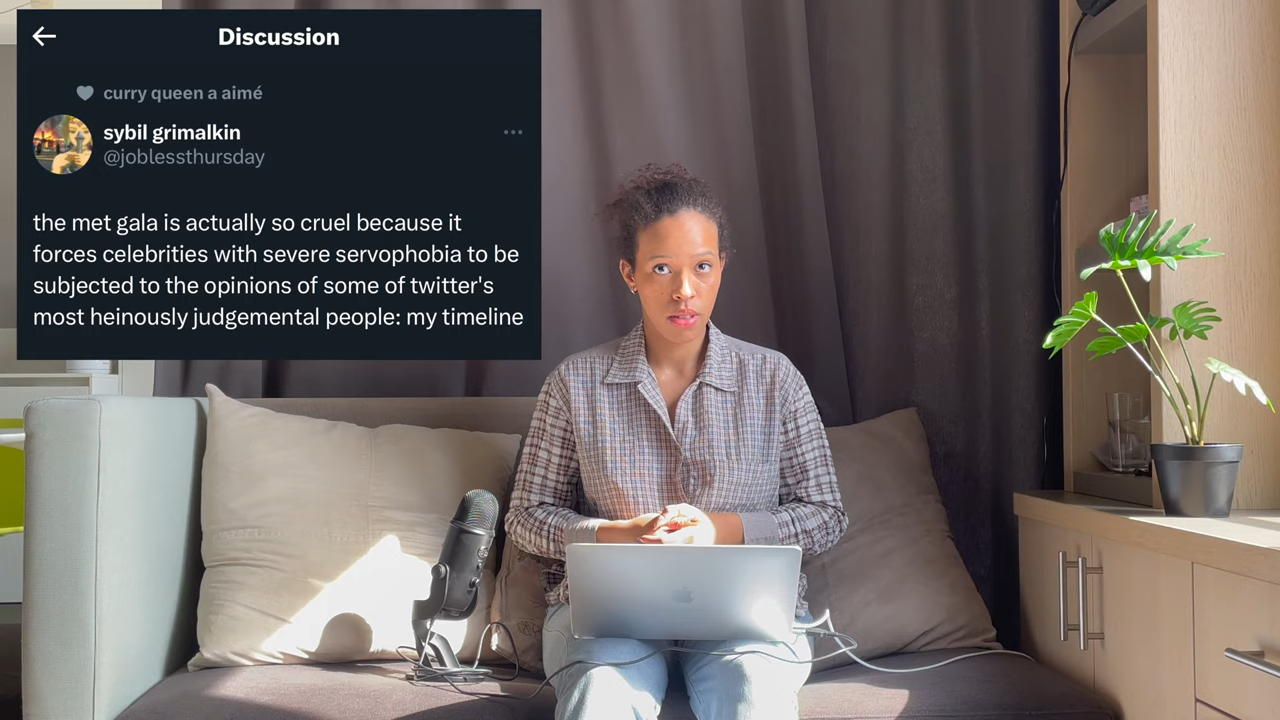 Discussion
curry queen a aimé
sybil grimalkin
@joblessthursday
the met gala is actually so cruel because it
forces celebrities with severe servophobia to be
subjected to the opinions of some of twitter's
most heinously judgemental people: my timeline